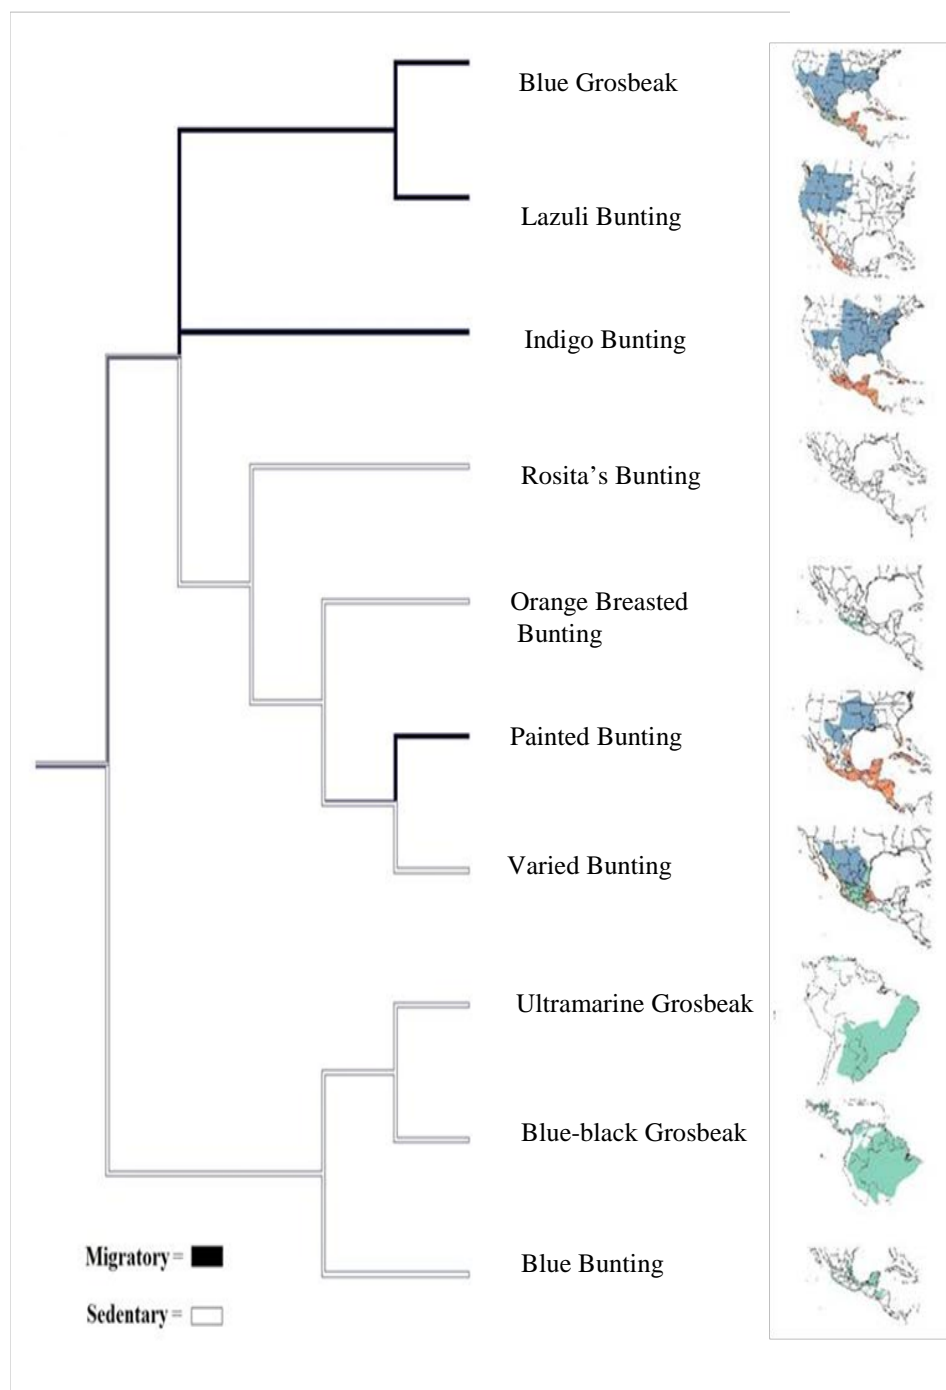 Blue Grosbeak
Lazuli Bunting
Indigo Bunting
Rosita’s Bunting
Orange Breasted
Bunting
Painted Bunting
Varied Bunting
Ultramarine Grosbeak
Blue-black Grosbeak
Blue Bunting
Migratory =
Sedentary =